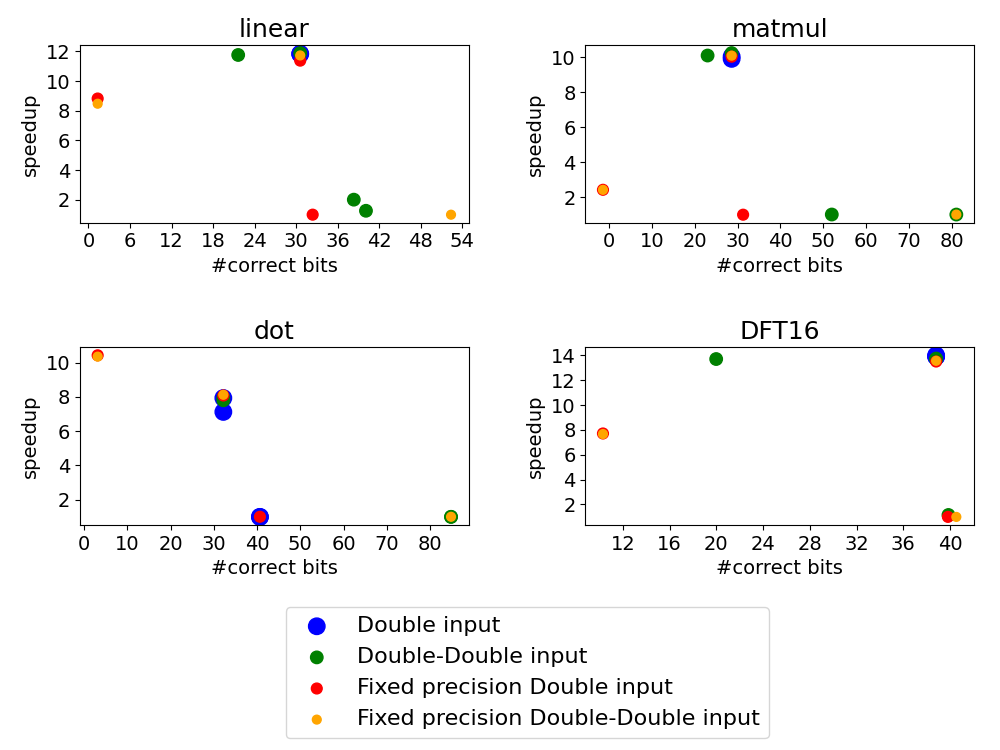 linear
12
10
8
6
4
2
speedup
0 6 12 18 24 30 36 42 48 54
#correct bits
matmul
10
8
6
4
2
speedup
0 10 20 30 40 50 60 70 80
#correct bits
dot
10
8
6
4
2
speedup
0 10 20 30 40 50 60 70 80
#correct bits
DFT16
14
12
10
8
6
4
2
speedup
12 16 20 24 28 32 36 40
#correct bits
Double input
Double-Double input
Fixed precision Double input
Fixed precision Double-Double input